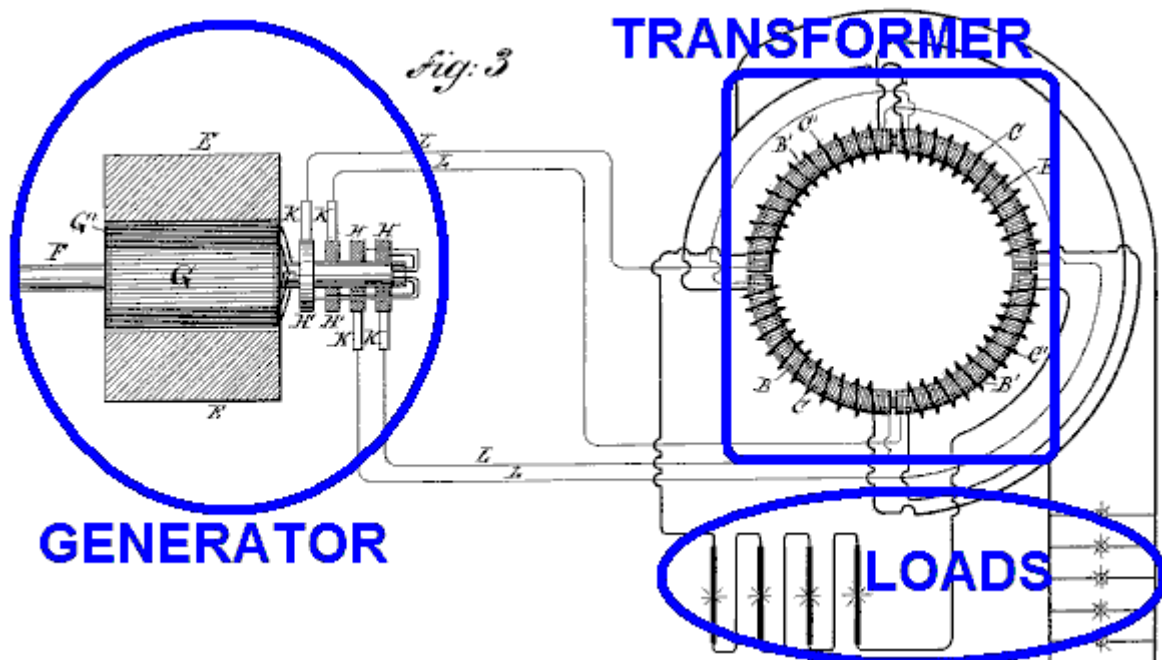 TRANSFORMER
Fig: 3
E
L
L
G''
F
G
K
K
H
H
H'
H'
K
K
E
L
L
B'
C'
C
B
C'
B'
B
C
GENERATOR
LOADS